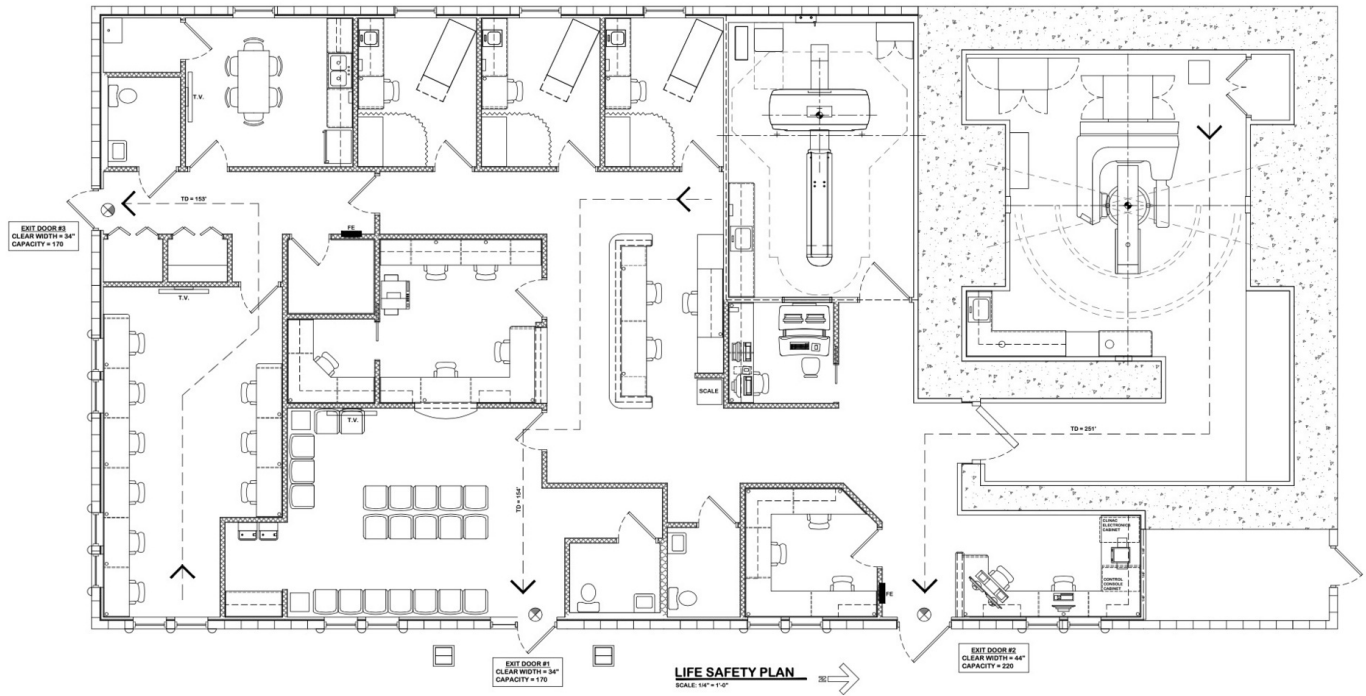 T.V.
TD = 153'
EXIT DOOR #3
CLEAR WIDTH = 34"
CAPACITY = 170
FE
T.V.
SCALE
T.V.
TD = 154'
TD = 251'
CLINAC
ELECTRONICS
CABINET
CONTROL
CONSOLE
CABINET
FE
EXIT DOOR #1
CLEAR WIDTH = 34"
CAPACITY = 170
LIFE SAFETY PLAN
SCALE: 1/4" = 1'-0"
EXIT DOOR #2
CLEAR WIDTH = 44"
CAPACITY = 220